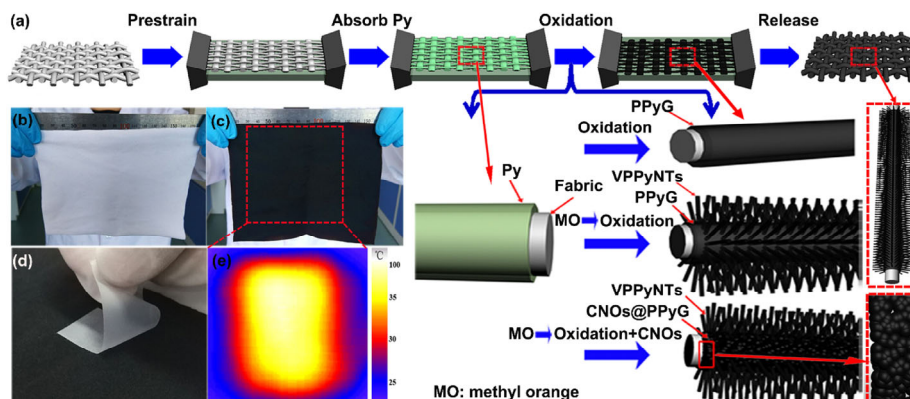 (a)
Prestrain
Absorb Py
Oxidation
Release
(b)
(c)
PPyG
Oxidation
Py
Fabric
VPPyNTs
PPyG
MO Oxidation
(d)
(e)
°C
100
35
30
25
VPPyNTs
CNOs@PPyG
MO Oxidation+CNOs
MO: methyl orange